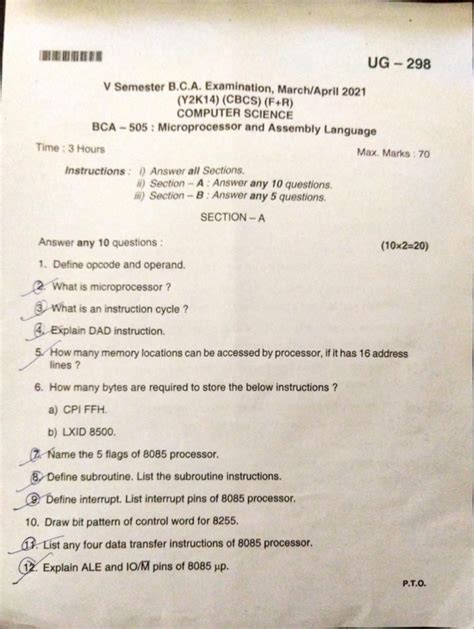 UG – 298
V Semester B.C.A. Examination, March/April 2021
(Y2K14) (CBCS) (F+R)
COMPUTER SCIENCE
BCA – 505 : Microprocessor and Assembly Language
Time : 3 Hours
Max. Marks : 70
Instructions : i) Answer all Sections.
ii) Section – A : Answer any 10 questions.
iii) Section – B : Answer any 5 questions.
SECTION – A
Answer any 10 questions :
(10×2=20)
1. Define opcode and operand.
2. What is microprocessor ?
3. What is an instruction cycle ?
4. Explain DAD instruction.
5. How many memory locations can be accessed by processor, if it has 16 address
lines ?
6. How many bytes are required to store the below instructions ?
a) CPI FFH.
b) LXID 8500.
7. Name the 5 flags of 8085 processor.
8. Define subroutine. List the subroutine instructions.
9. Define interrupt. List interrupt pins of 8085 processor.
10. Draw bit pattern of control word for 8255.
11. List any four data transfer instructions of 8085 processor.
12. Explain ALE and IO/M̅ pins of 8085 μp.
P.T.O.